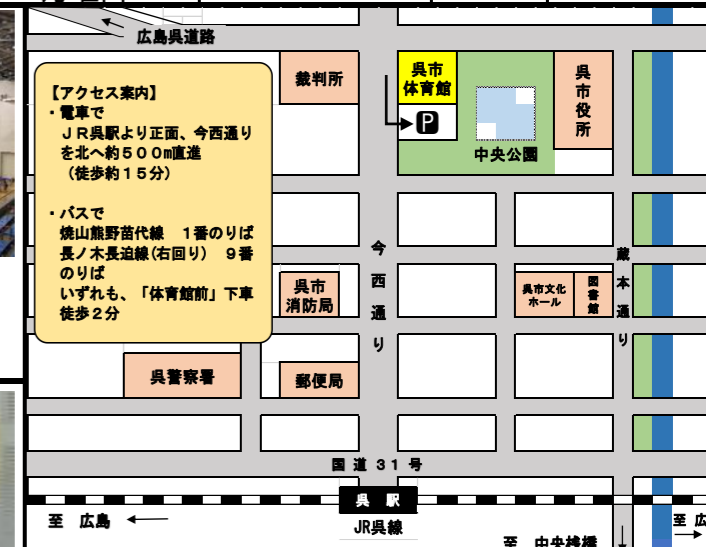 広島呉道路
【アクセス案内】
・電車で
ＪＲ呉駅より正面、今西通り
を北へ約５００m直進
（徒歩約１５分）
・バスで
焼山熊野苗代線　１番のりば
長ノ木長迫線(右回り)　９番
のりば
いずれも、「体育館前」下車
徒歩２分
裁判所
呉市
体育館
P
中央公園
呉市役所
今西通り
蔵本通り
呉市
消防局
呉市文化
ホール
図書館
呉警察署
郵便局
国道３１号
呉駅
至　広島
JR呉線
至　中央桟橋
至　広